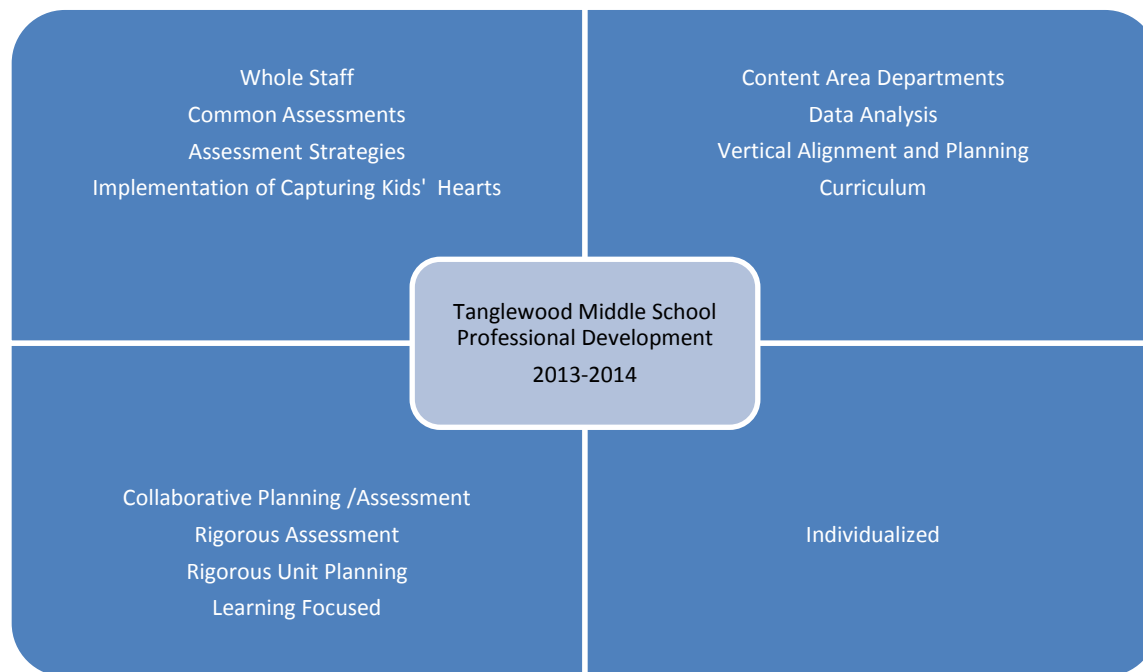 Whole Staff
Common Assessments
Assessment Strategies
Implementation of Capturing Kids'  Hearts
Content Area Departments
Data Analysis
Vertical Alignment and Planning
Curriculum
Tanglewood Middle School
Professional Development
2013-2014
Collaborative Planning /Assessment
Rigorous Assessment
Rigorous Unit Planning
Learning Focused
Individualized